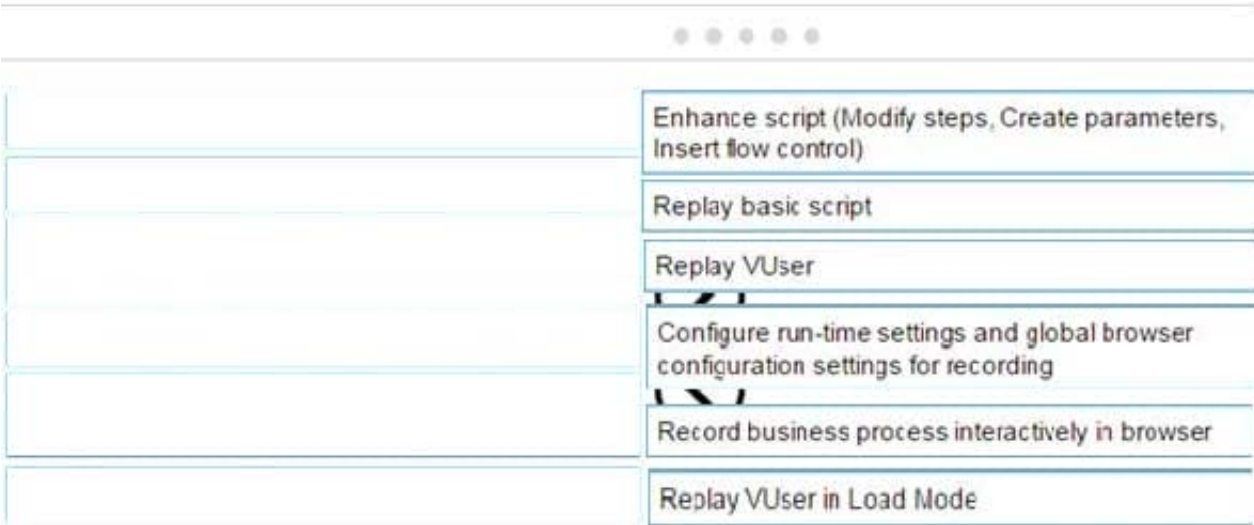 Enhance script (Modify steps, Create parameters,
Insert flow control)
Replay basic script
Replay VUser
Configure run-time settings and global browser
configuration settings for recording
Record business process interactively in browser
Replay VUser in Load Mode